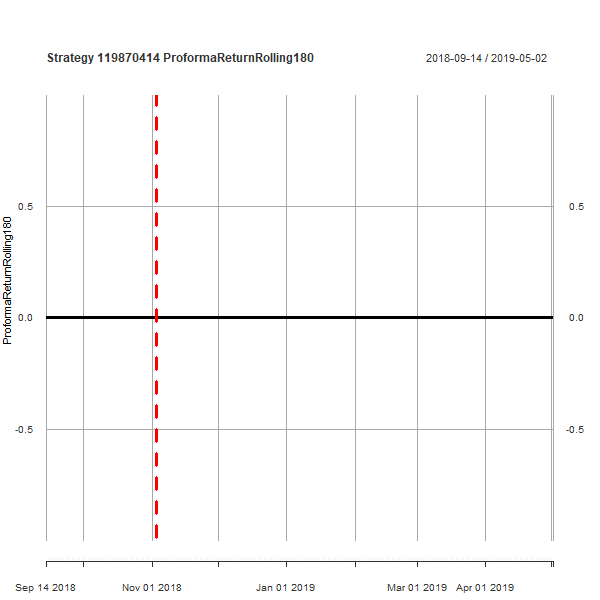 Strategy 119870414 ProformaReturnRolling180
2018-09-14 / 2019-05-02
ProformaReturnRolling180
0.5
0.0
-0.5
0.5
0.0
-0.5
Sep 14 2018
Nov 01 2018
Jan 01 2019
Mar 01 2019
Apr 01 2019